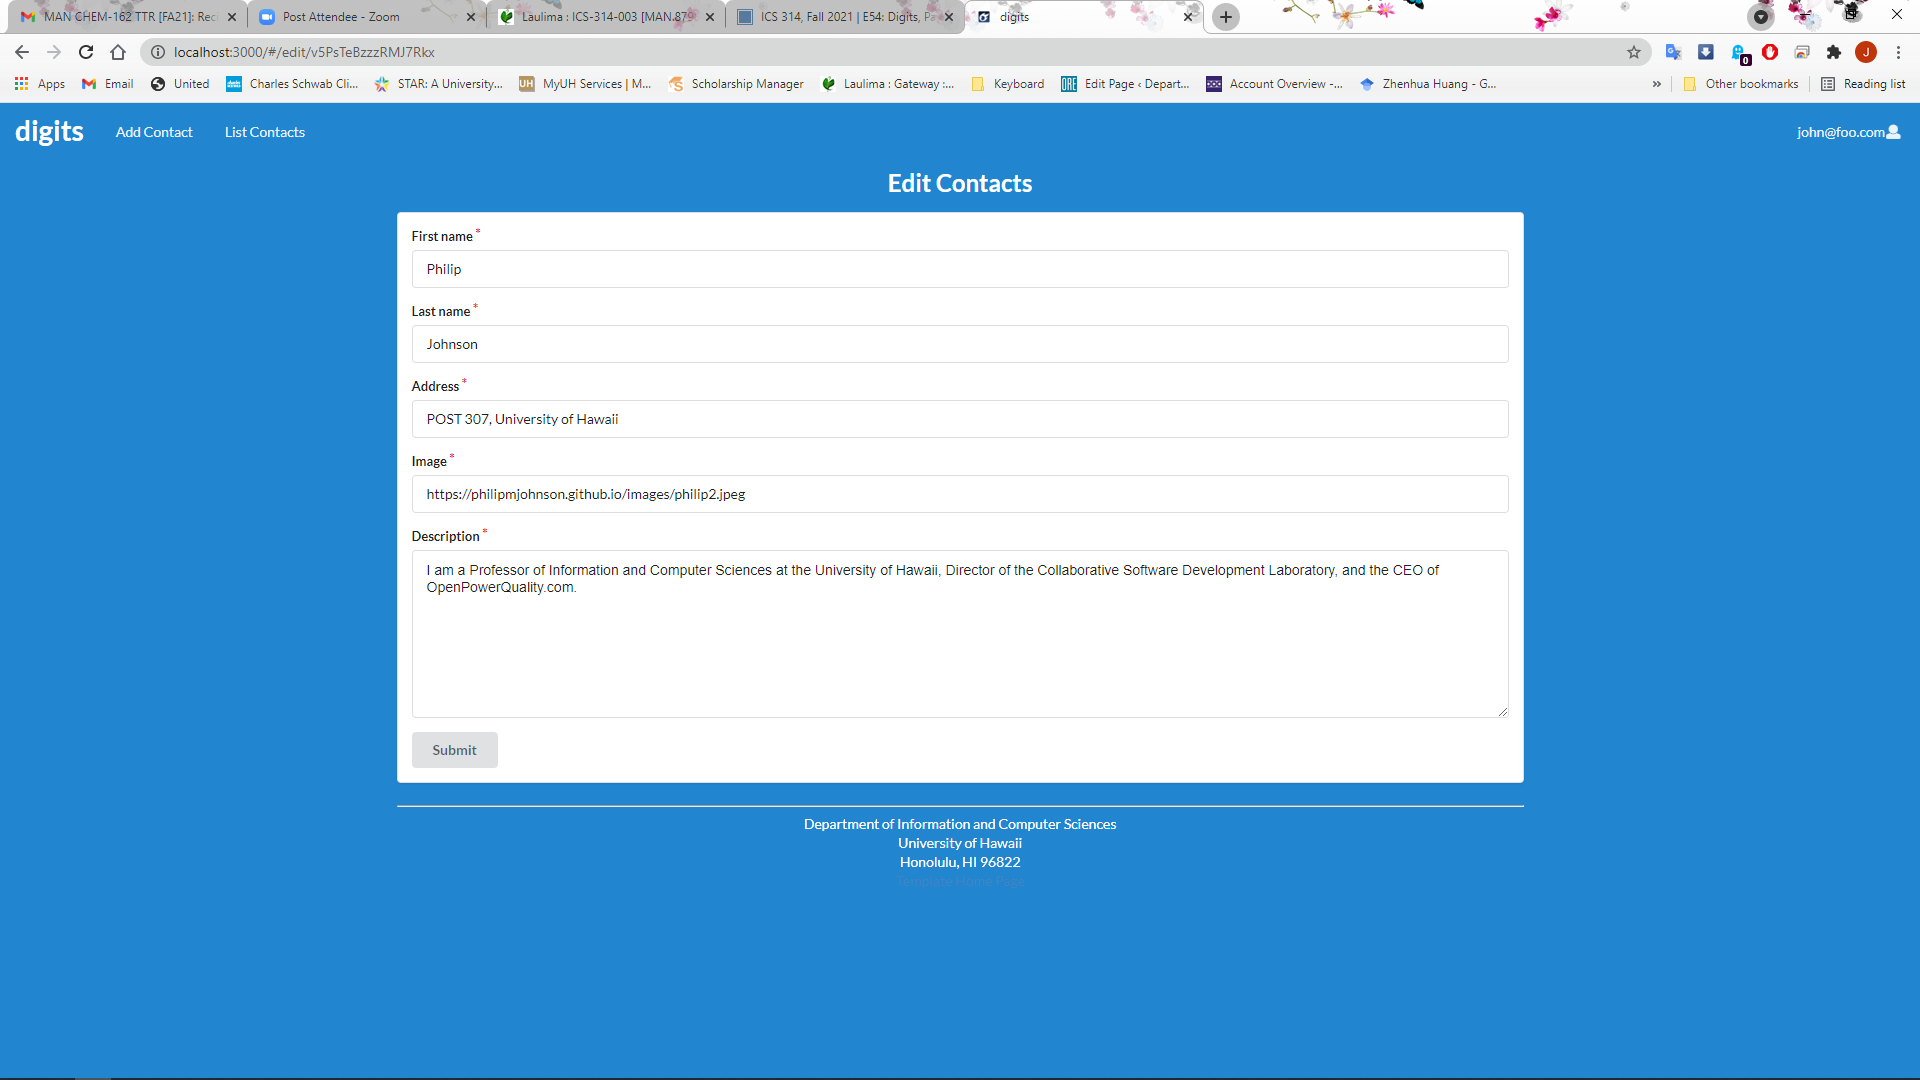 MAN CHEM-162 TTR [FA21]: Rec
Post Attendee - Zoom
Laulima : ICS-314-003 [MAN.879
ICS 314, Fall 2021 | E54: Digits, Pa
digits
localhost:3000/#/edit/v5PsTeBzzzRMJ7Rkx
0
J
Apps
Email
United
Charles Schwab Cli...
STAR: A University...
UH
MyUH Services | M...
Scholarship Manager
Laulima : Gateway :...
Keyboard
ORE
Edit Page ‹ Depart...
Account Overview -...
Zhenhua Huang - G...
»
Other bookmarks
Reading list
digits
Add Contact
List Contacts
john@foo.com
Edit Contacts
First name *
Philip
Last name *
Johnson
Address *
POST 307, University of Hawaii
Image *
https://philipmjohnson.github.io/images/philip2.jpeg
Description *
I am a Professor of Information and Computer Sciences at the University of Hawaii, Director of the Collaborative Software Development Laboratory, and the CEO of
OpenPowerQuality.com.
Submit
Department of Information and Computer Sciences
University of Hawaii
Honolulu, HI 96822
Template Home Page